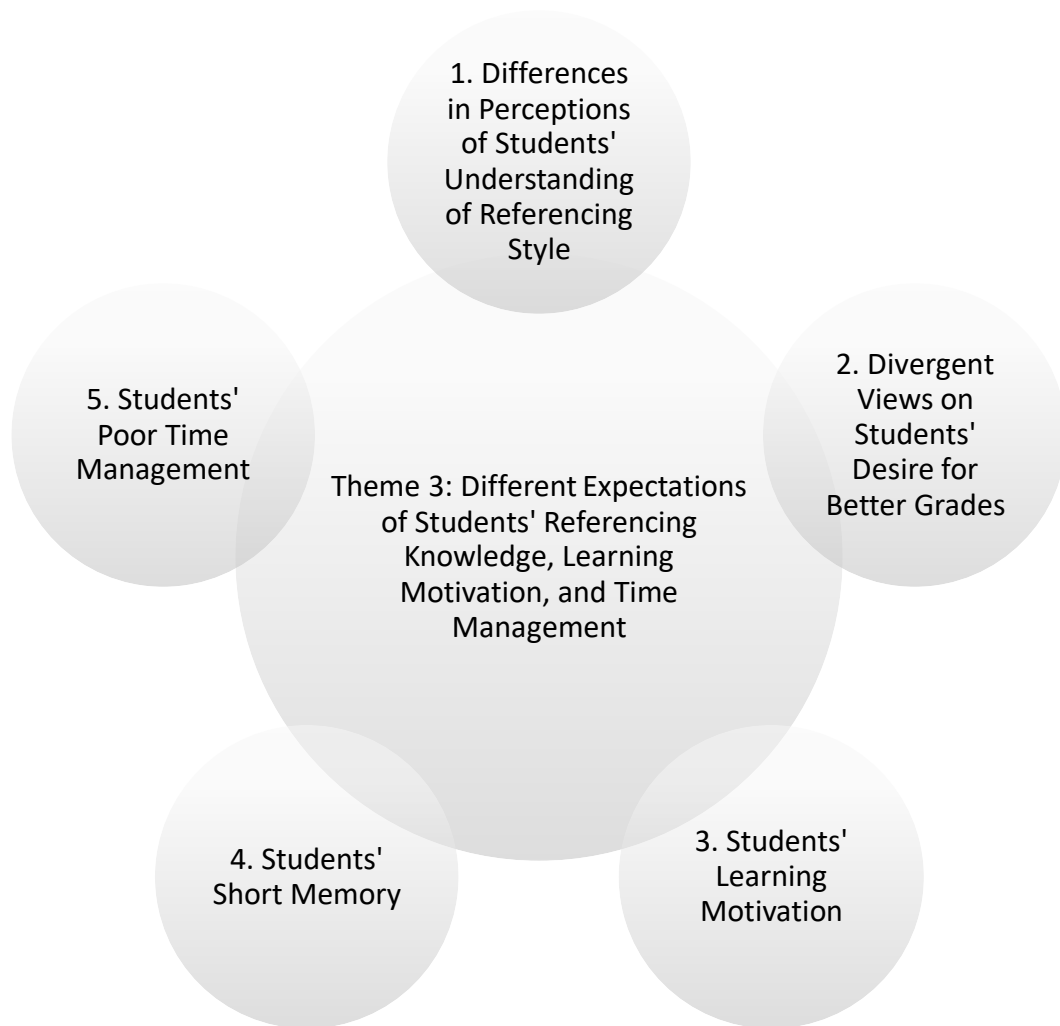 1. Differences
in Perceptions
of Students'
Understanding
of Referencing
Style
2. Divergent
Views on
Students'
Desire for
Better Grades
3. Students'
Learning
Motivation
4. Students'
Short Memory
5. Students'
Poor Time
Management
Theme 3: Different Expectations
of Students' Referencing
Knowledge, Learning
Motivation, and Time
Management